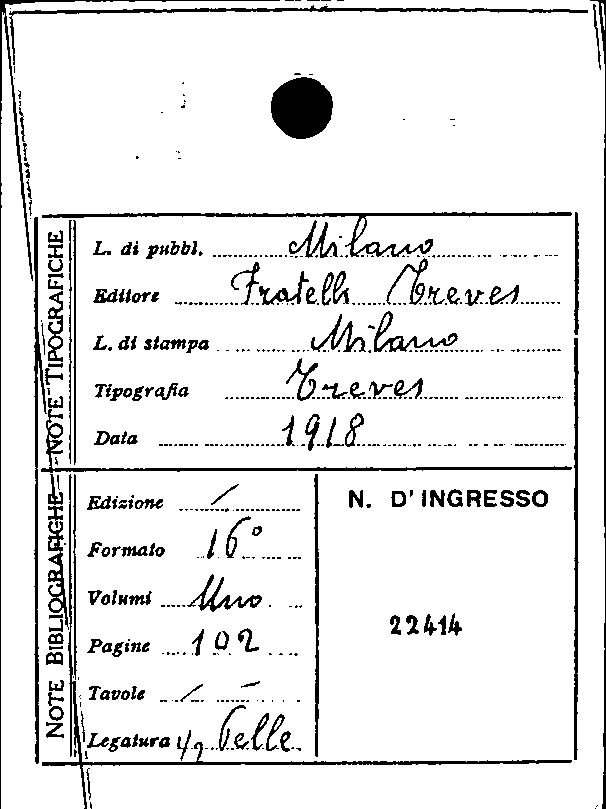 NOTE TIPOGRAFICHE
L. di pubbl. Milano
Editore Fratelli Treves
L. di stampa Milano
Tipografia Treves
Data 1918
NOTE BIBLIOGRAFICHE
Edizione /
Formato 16°
Volumi Uno
Pagine 102
Tavole / -
Legatura 1/2 Pelle
N. D'INGRESSO
22414